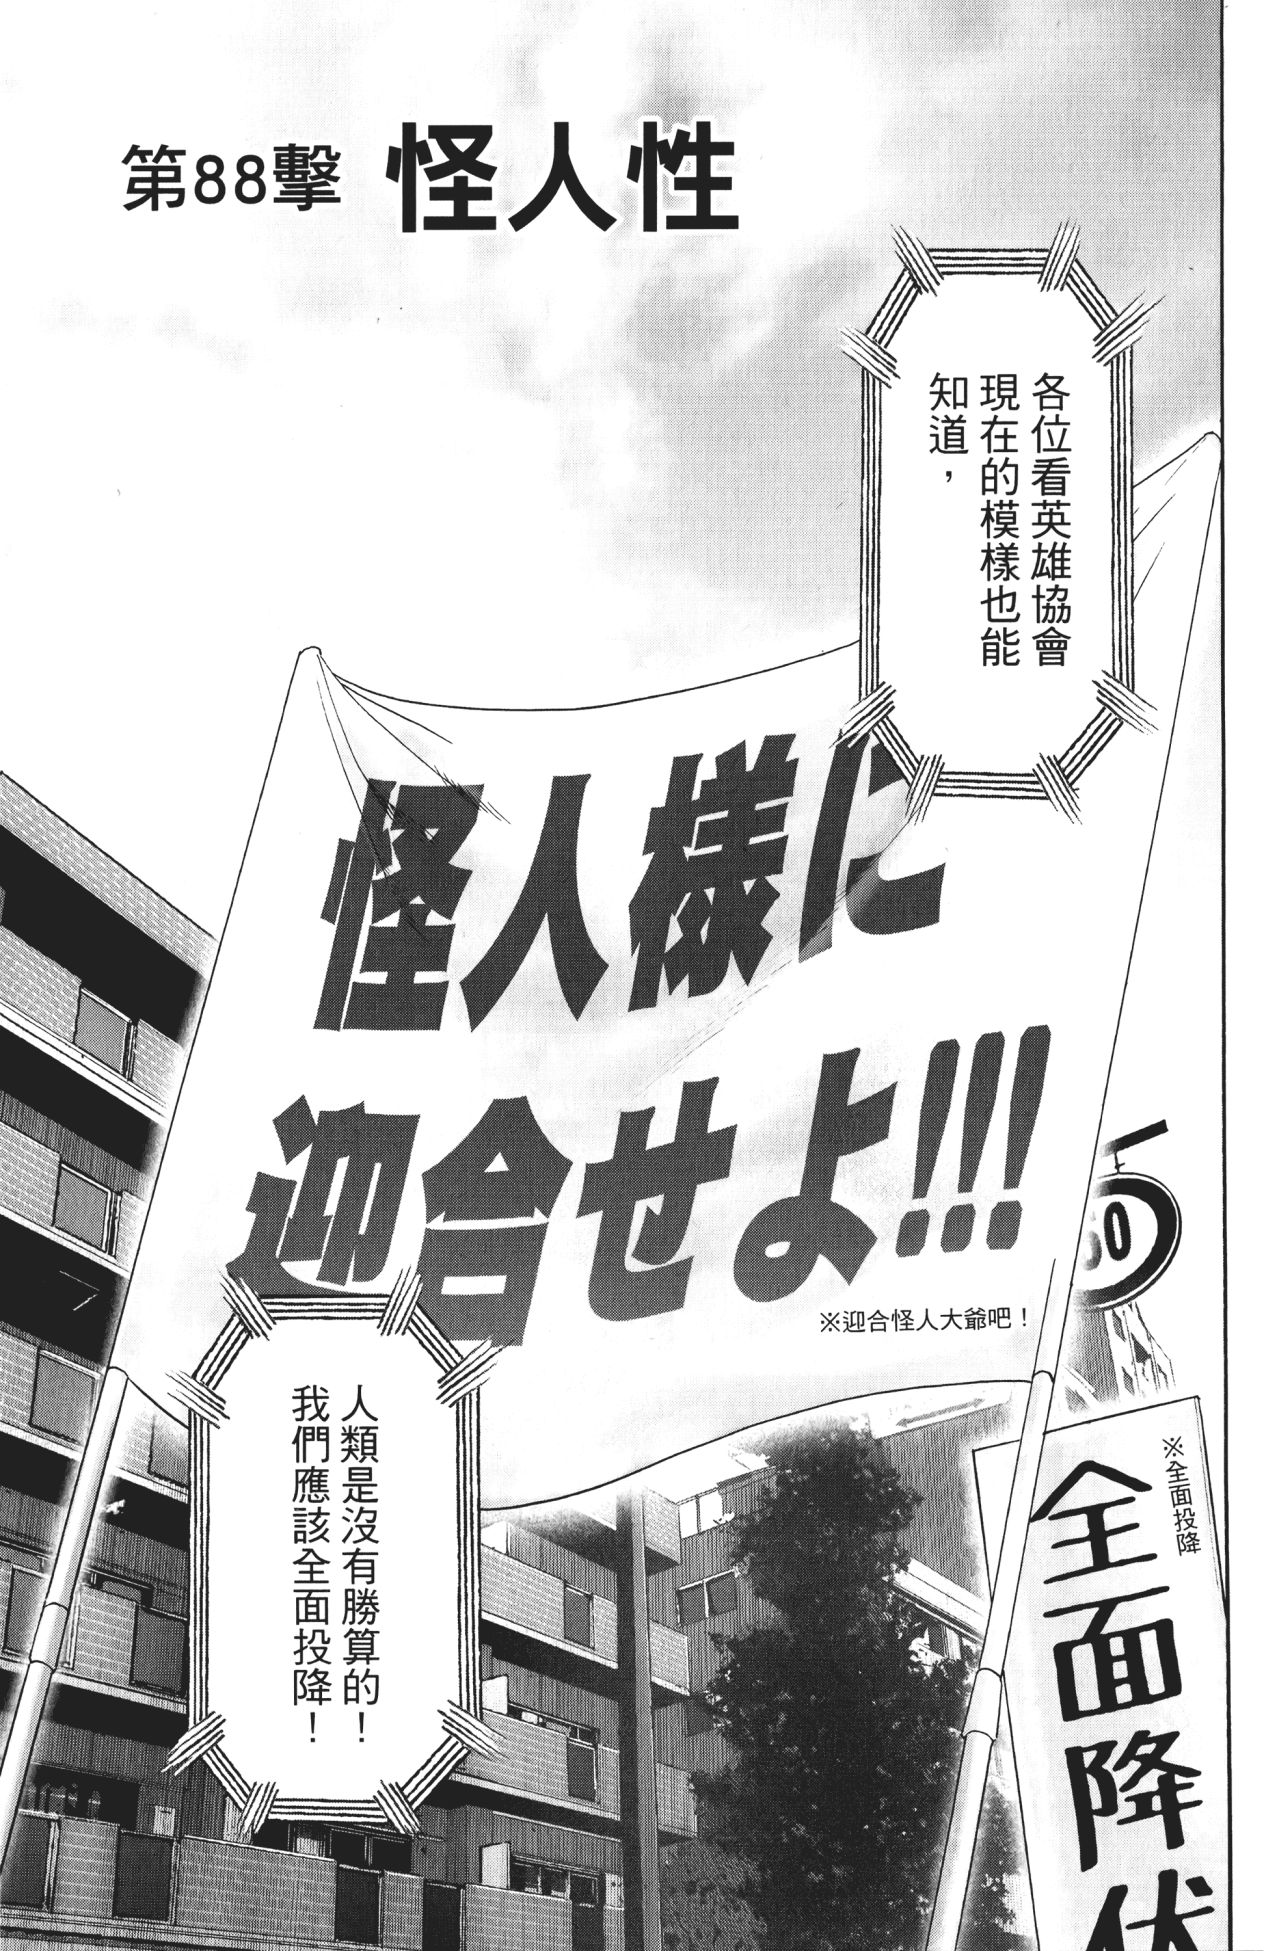 第88擊 怪人性
各位看英雄協會
現在的模樣也能
知道，
怪人様に
迎合せよ!!!
※迎合怪人大爺吧！
60
人類是沒有勝算的！
我們應該全面投降！
※全面投降
全面降伏